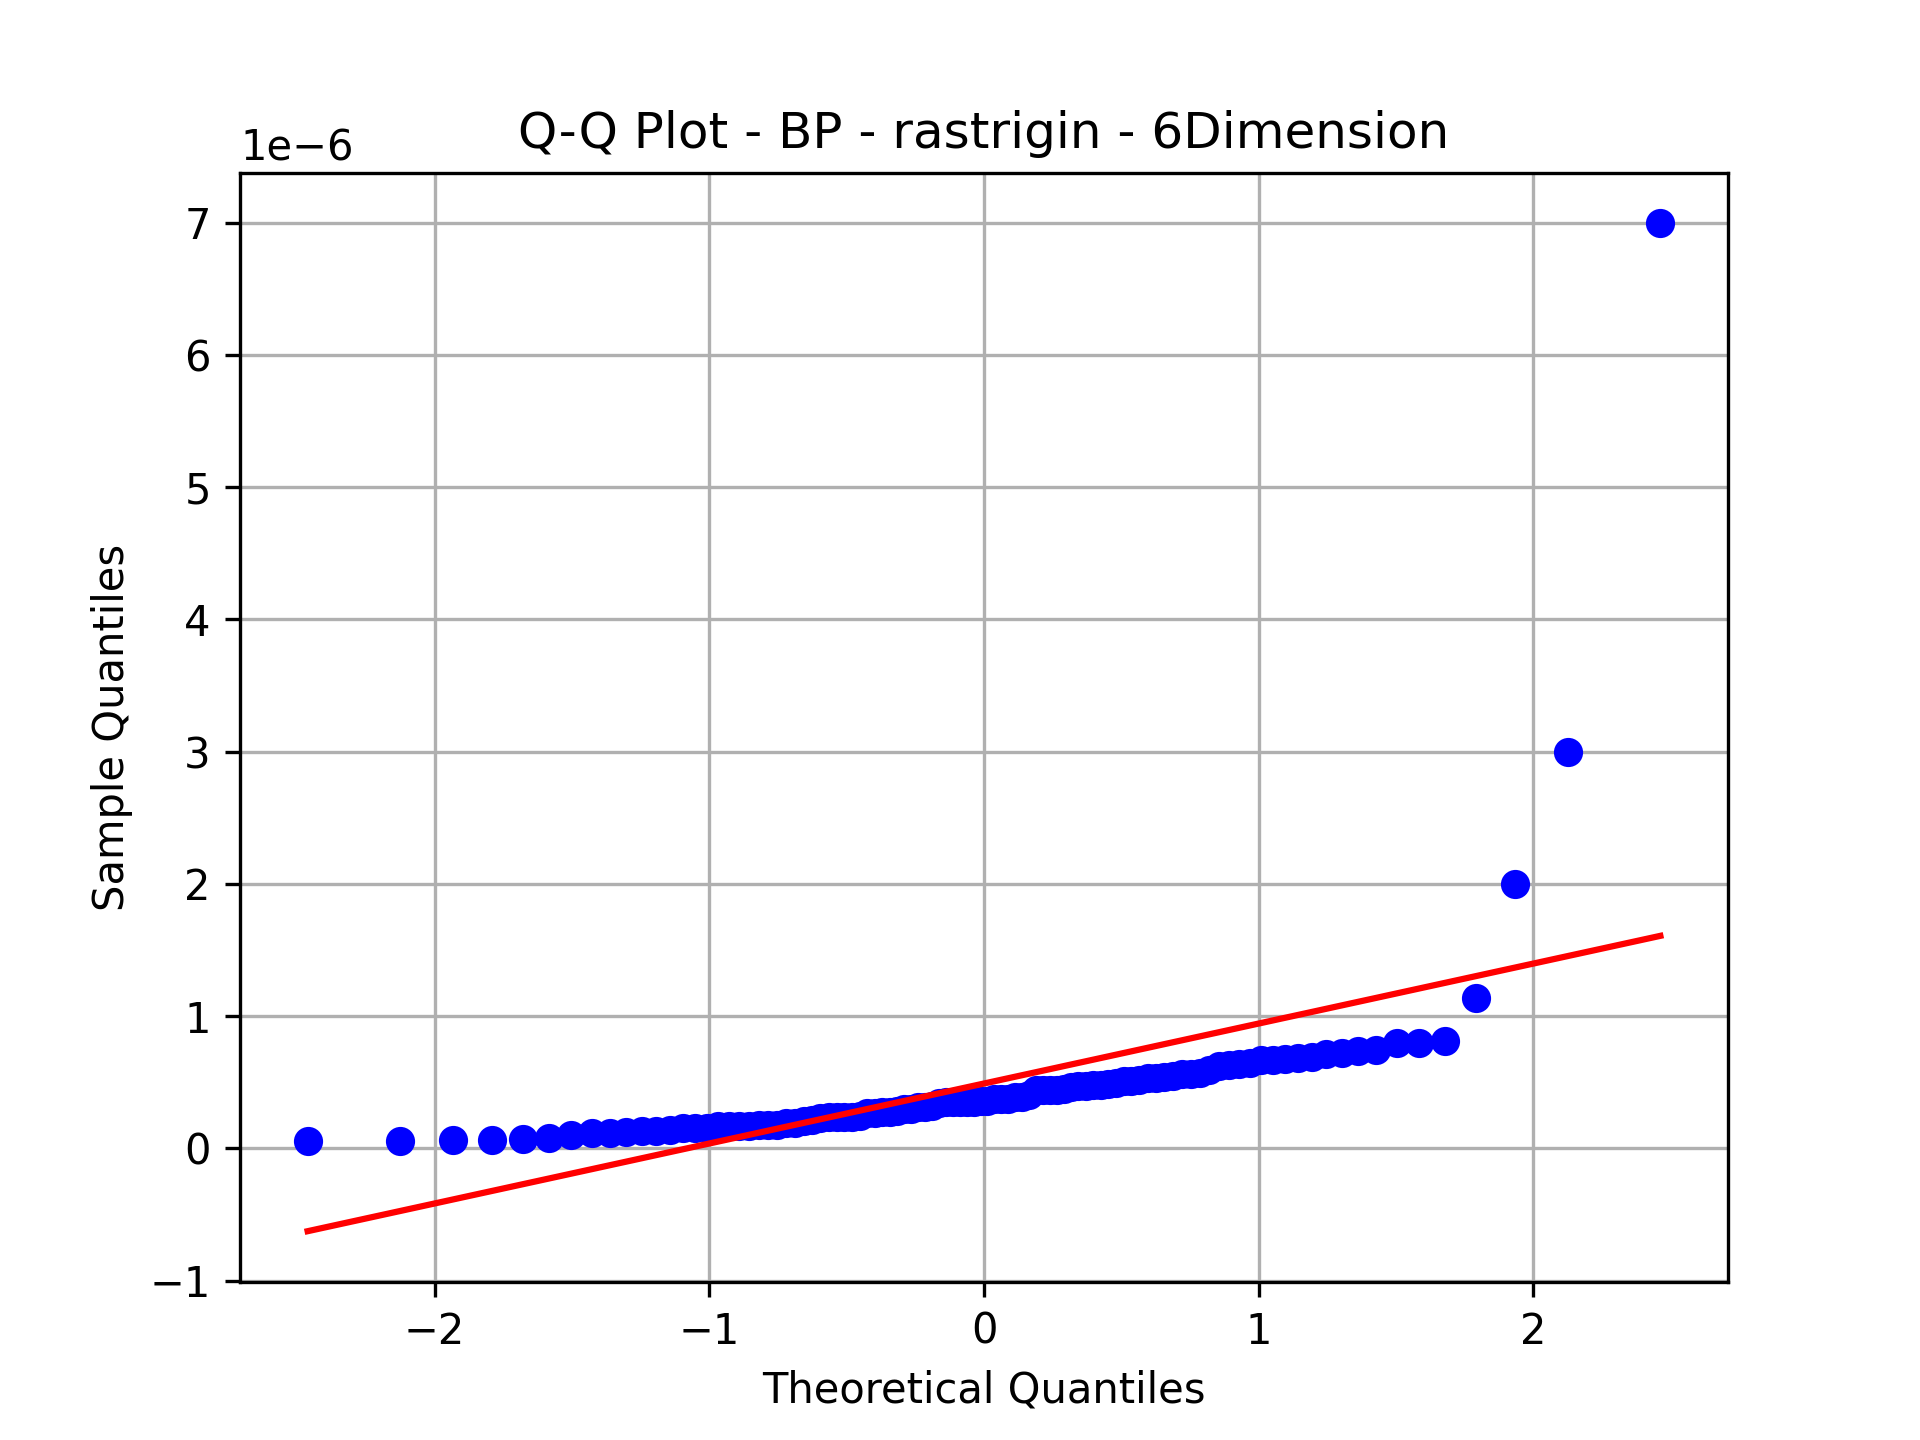 Q-Q Plot - BP - rastrigin - 6Dimension
1e−6
7
6
5
4
3
2
1
0
−1
Sample Quantiles
−2 −1 0 1 2
Theoretical Quantiles